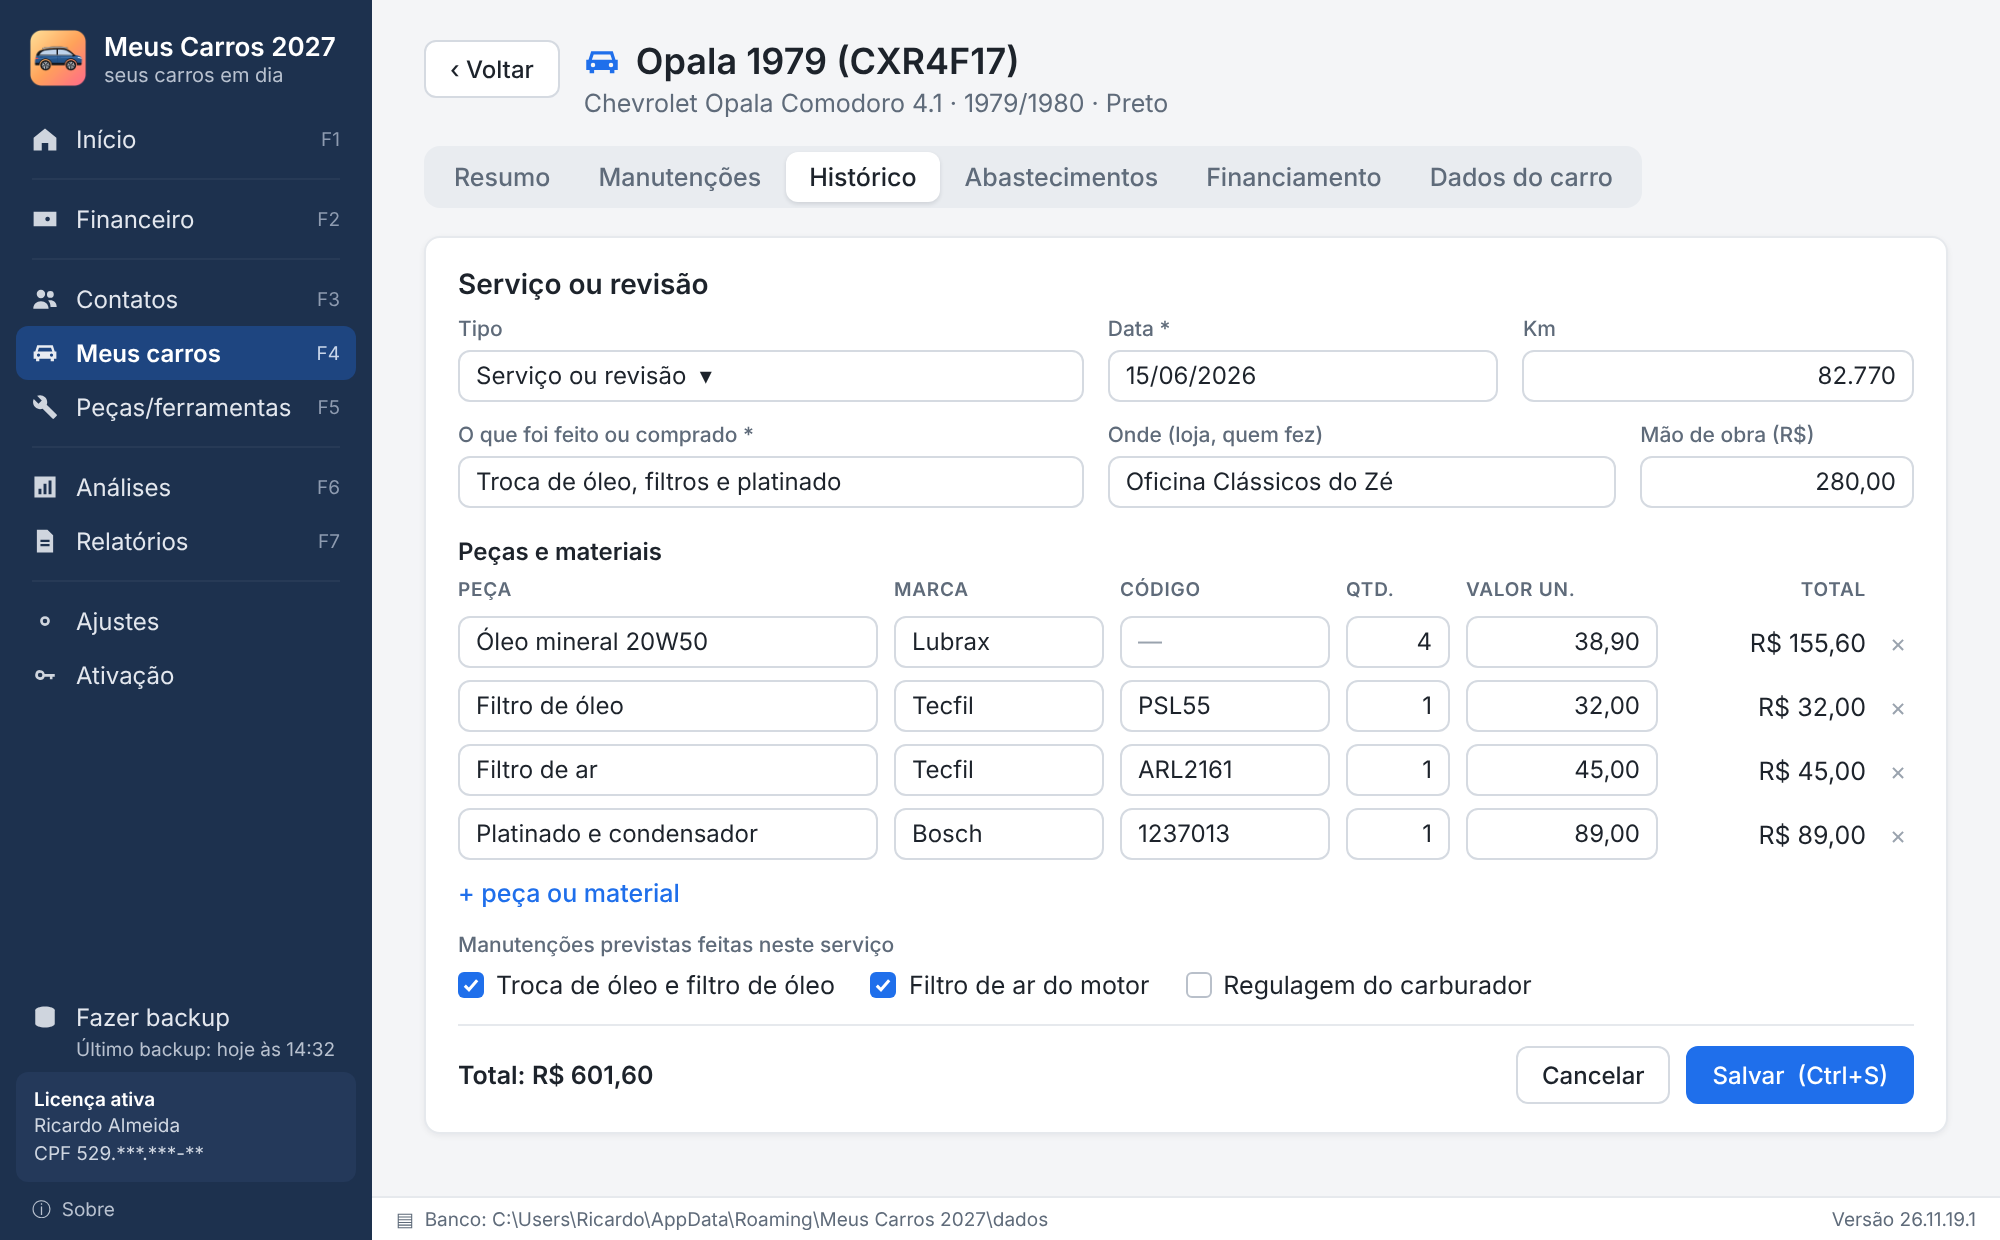 Meus Carros 2027
seus carros em dia
Início F1
Financeiro F2
Contatos F3
Meus carros F4
Peças/ferramentas F5
Análises F6
Relatórios F7
Ajustes
Ativação
Fazer backup
Último backup: hoje às 14:32
Licença ativa
Ricardo Almeida
CPF 529.***.***-**
Sobre
‹ Voltar
Opala 1979 (CXR4F17)
Chevrolet Opala Comodoro 4.1 · 1979/1980 · Preto
Resumo Manutenções Histórico Abastecimentos Financiamento Dados do carro
Serviço ou revisão
Tipo Data * Km
Serviço ou revisão ▼ 15/06/2026 82.770
O que foi feito ou comprado * Onde (loja, quem fez) Mão de obra (R$)
Troca de óleo, filtros e platinado Oficina Clássicos do Zé 280,00
Peças e materiais
PEÇA MARCA CÓDIGO QTD. VALOR UN. TOTAL
Óleo mineral 20W50 Lubrax — 4 38,90 R$ 155,60 ×
Filtro de óleo Tecfil PSL55 1 32,00 R$ 32,00 ×
Filtro de ar Tecfil ARL2161 1 45,00 R$ 45,00 ×
Platinado e condensador Bosch 1237013 1 89,00 R$ 89,00 ×
+ peça ou material
Manutenções previstas feitas neste serviço
Troca de óleo e filtro de óleo Filtro de ar do motor Regulagem do carburador
Total: R$ 601,60 Cancelar Salvar (Ctrl+S)
Banco: C:\Users\Ricardo\AppData\Roaming\Meus Carros 2027\dados Versão 26.11.19.1